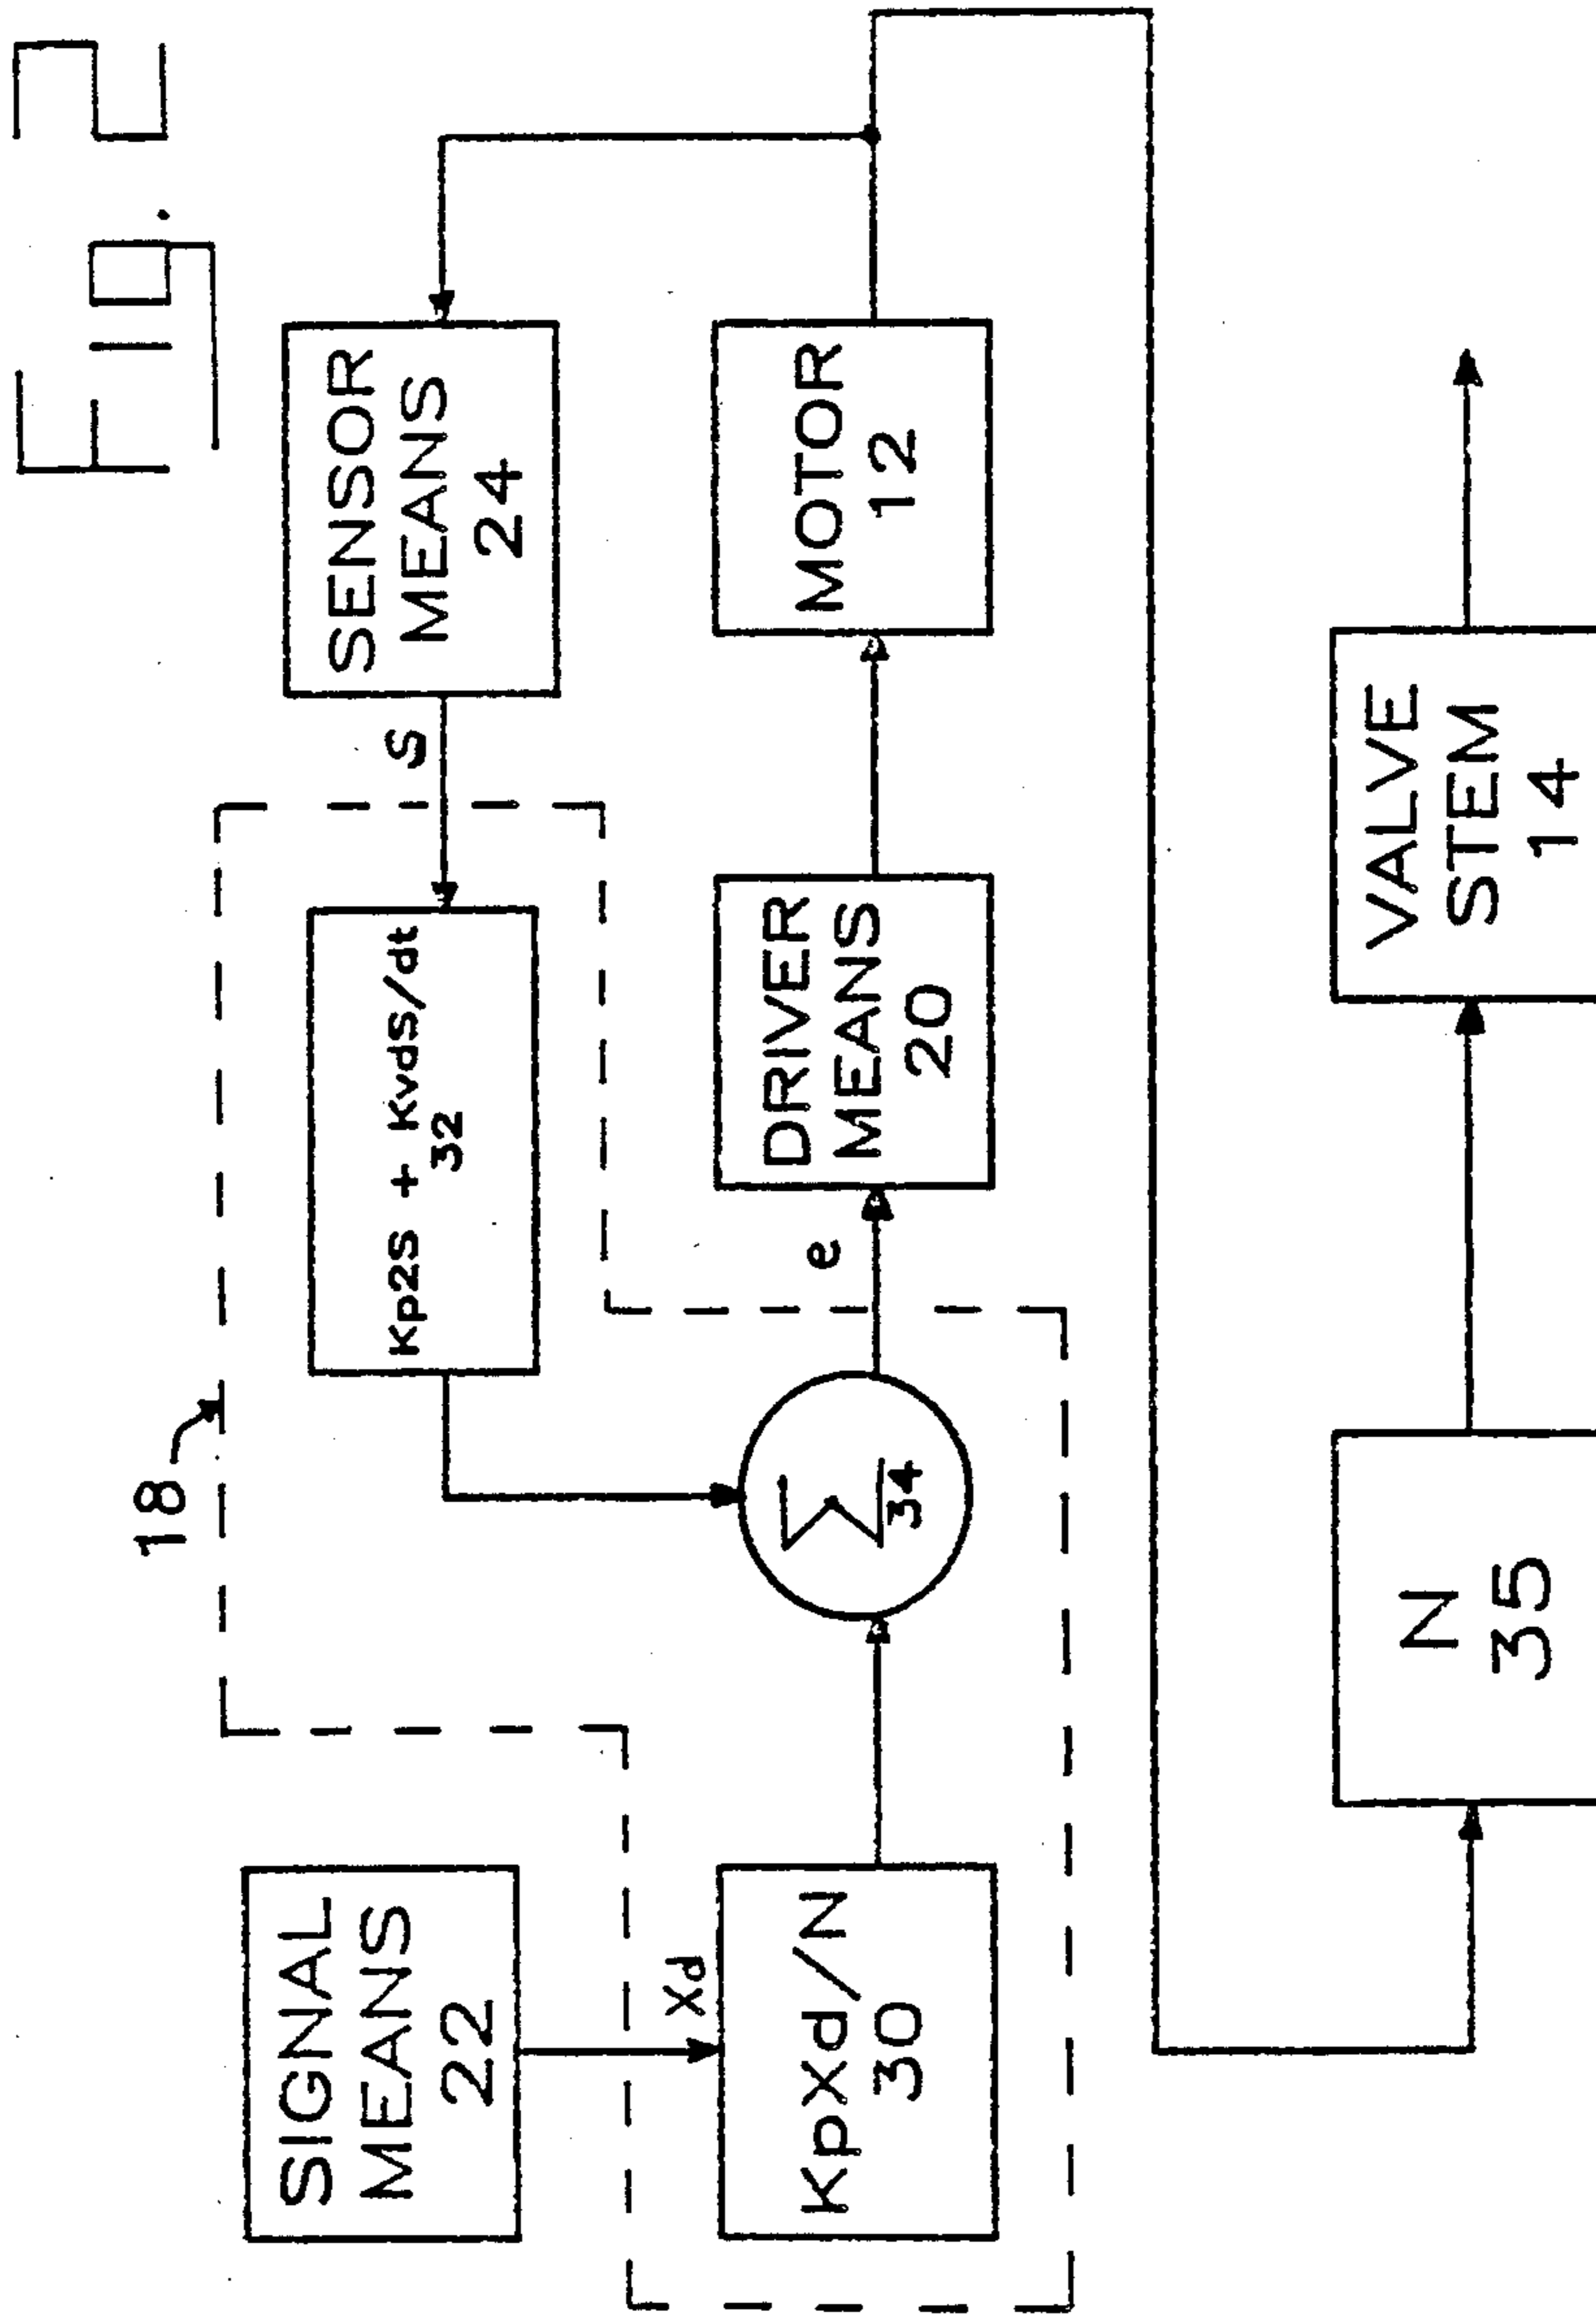 Fig. 2
18
SIGNAL
MEANS
22
Xd
KpXd/N
30
Kp2S + KvdS/dt
32
S
SENSOR
MEANS
24
Σ
34
e
DRIVER
MEANS
20
MOTOR
12
N
35
VALVE
STEM
14